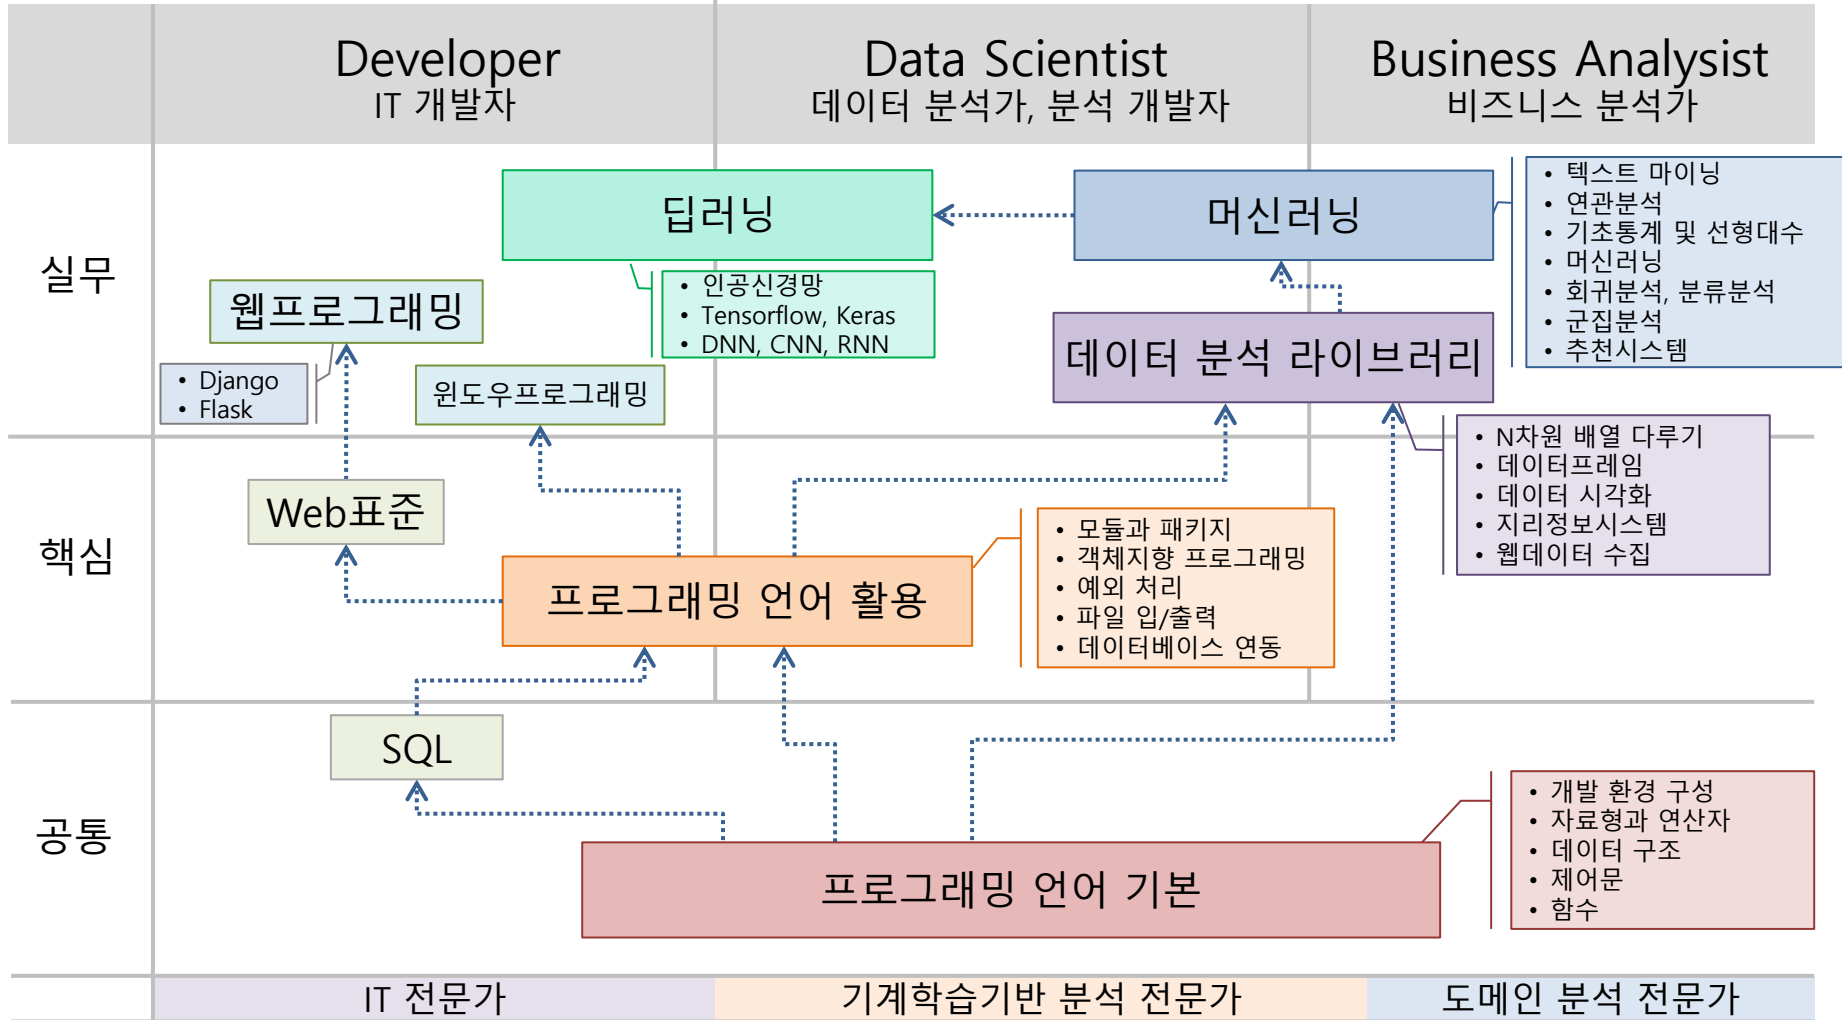 Developer
IT 개발자
Data Scientist
데이터 분석가, 분석 개발자
Business Analysist
비즈니스 분석가
실무
딥러닝
• 인공신경망
• Tensorflow, Keras
• DNN, CNN, RNN
머신러닝
• 텍스트 마이닝
• 연관분석
• 기초통계 및 선형대수
• 머신러닝
• 회귀분석, 분류분석
• 군집분석
• 추천시스템
웹프로그래밍
• Django
• Flask
윈도우프로그래밍
데이터 분석 라이브러리
• N차원 배열 다루기
• 데이터프레임
• 데이터 시각화
• 지리정보시스템
• 웹데이터 수집
핵심
Web표준
프로그래밍 언어 활용
• 모듈과 패키지
• 객체지향 프로그래밍
• 예외 처리
• 파일 입/출력
• 데이터베이스 연동
공통
SQL
프로그래밍 언어 기본
• 개발 환경 구성
• 자료형과 연산자
• 데이터 구조
• 제어문
• 함수
IT 전문가
기계학습기반 분석 전문가
도메인 분석 전문가